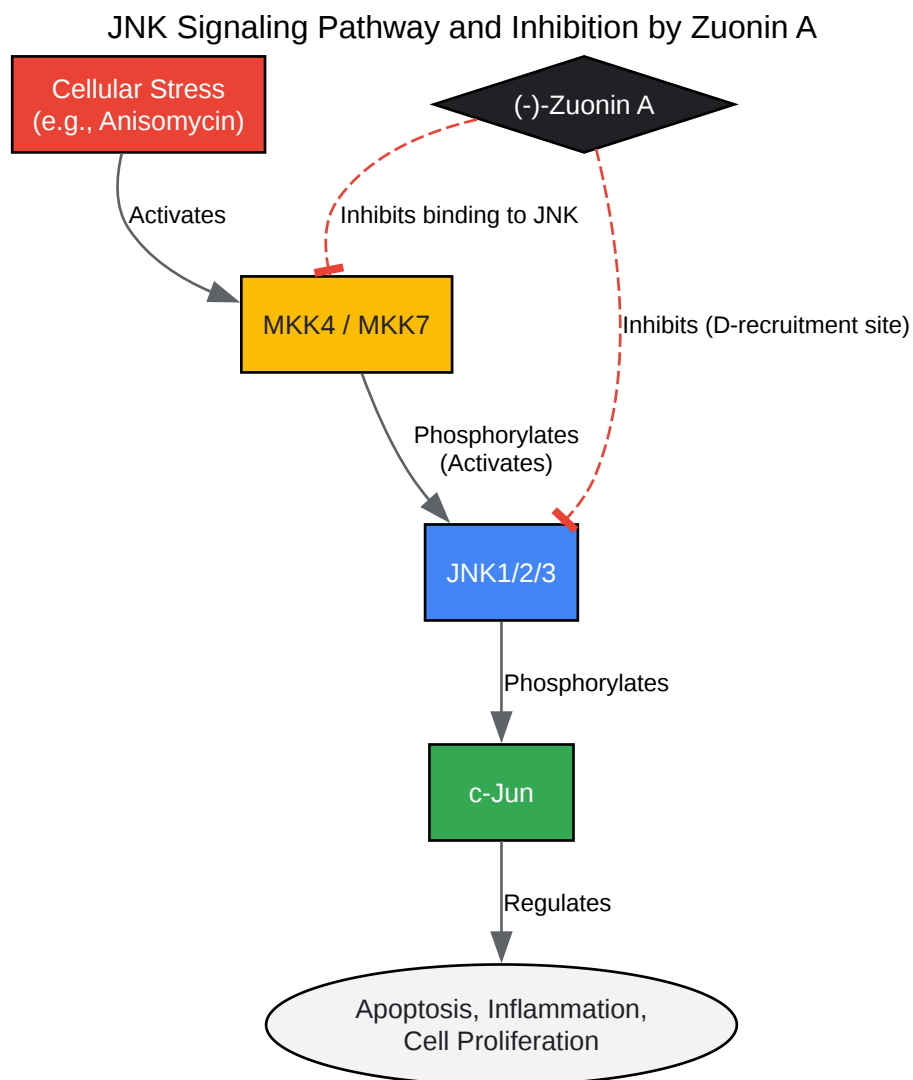 JNK Signaling Pathway and Inhibition by Zuonin A
Cellular Stress
(e.g., Anisomycin)
(-)-Zuonin A
Activates
Inhibits binding to JNK
MKK4 / MKK7
Inhibits (D-recruitment site)
Phosphorylates
(Activates)
JNK1/2/3
Phosphorylates
c-Jun
Regulates
Apoptosis, Inflammation,
Cell Proliferation